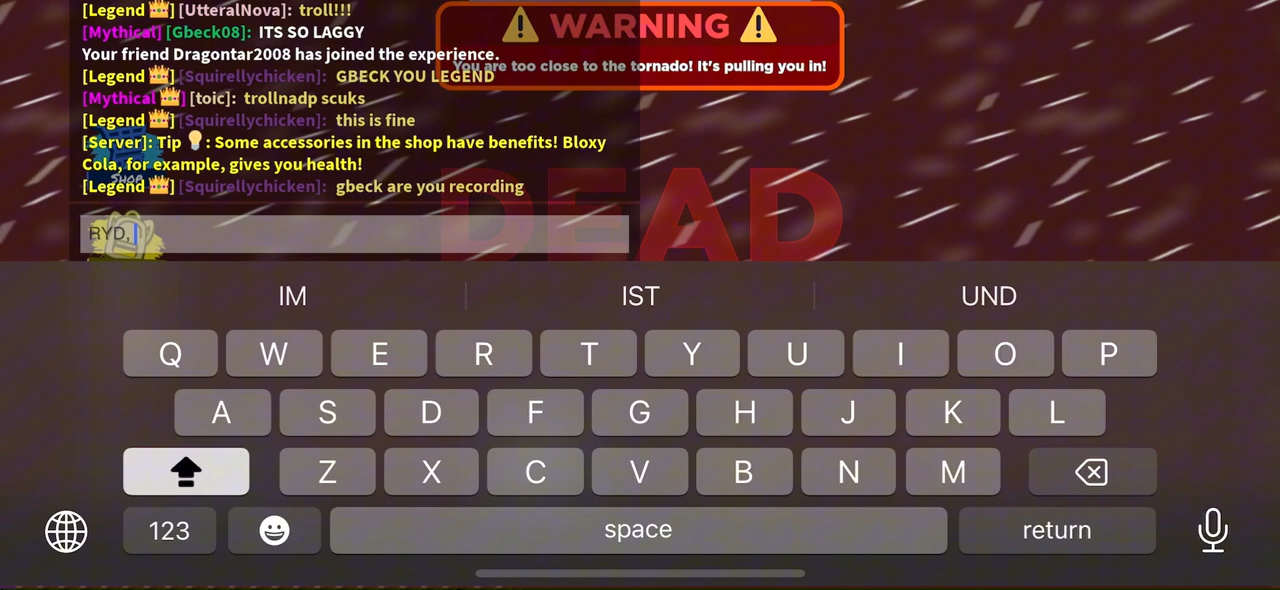 [Legend 👑] [UtteralNova]: troll!!!
[Mythical] [Gbeck08]: ITS SO LAGGY
Your friend Dragontar2008 has joined the experience.
[Legend 👑] [Squirellychicken]: GBECK YOU LEGEND
[Mythical 👑] [toic]: trollnadp scuks
[Legend 👑] [Squirellychicken]: this is fine
[Server]: Tip 💡: Some accessories in the shop have benefits! Bloxy
Cola, for example, gives you health!
[Legend 👑] [Squirellychicken]: gbeck are you recording
SHOP
RYD,
⚠️ WARNING ⚠️
You are too close to the tornado! It's pulling you in!
DEAD
IM IST UND
Q W E R T Y U I O P
A S D F G H J K L
Z X C V B N M
123 space return